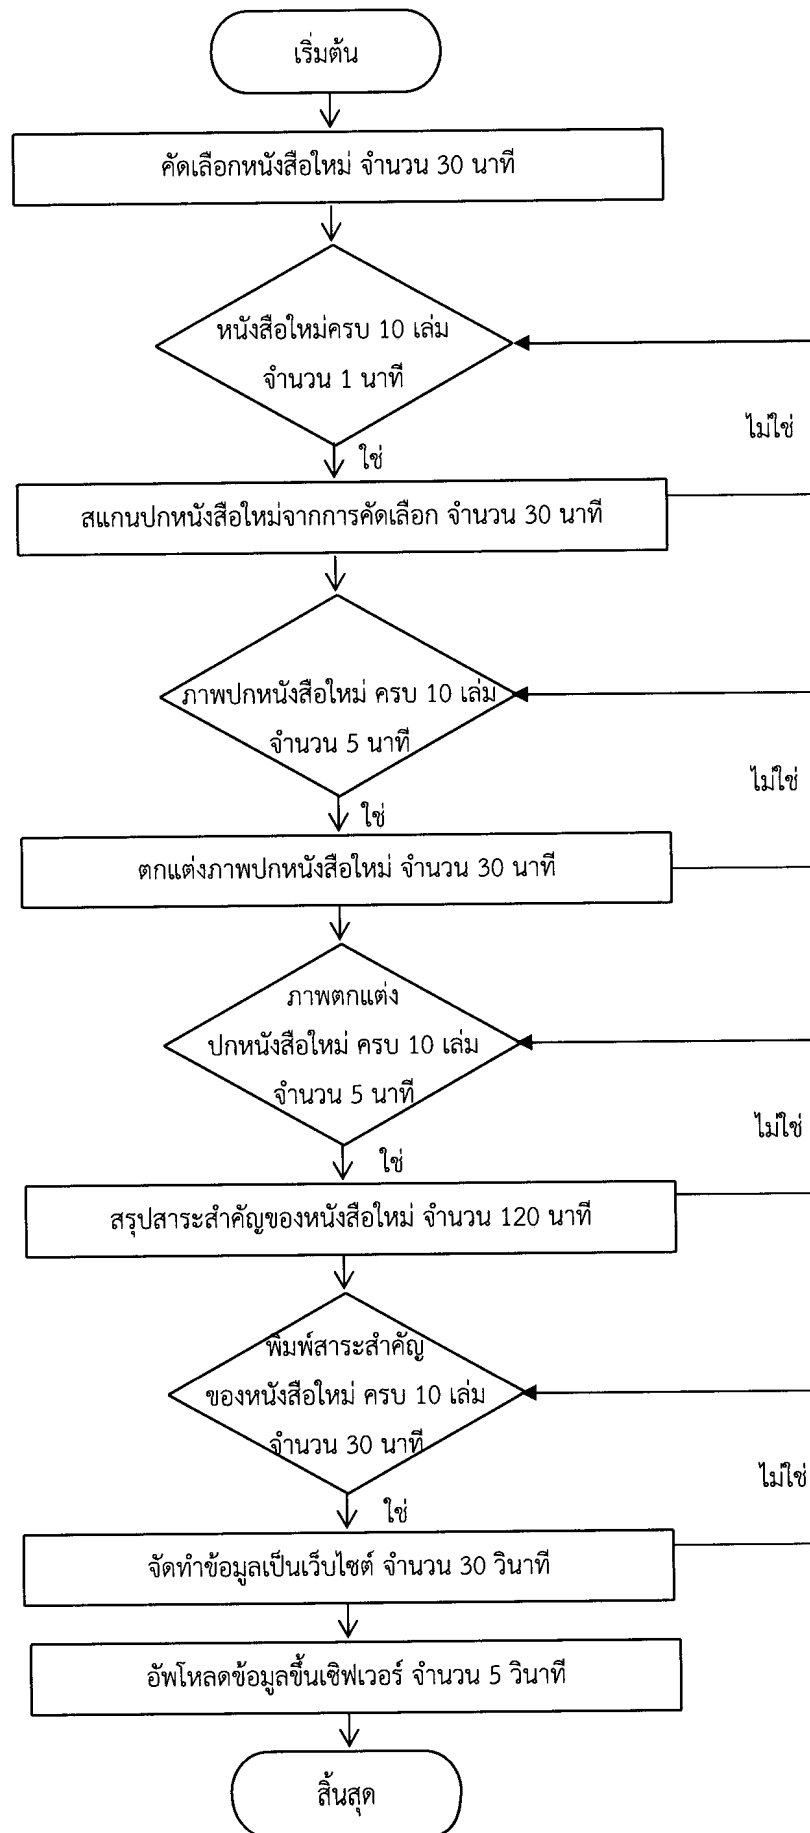 เริ่มต้น
คัดเลือกหนังสือใหม่ จำนวน 30 นาที
หนังสือใหม่ครบ 10 เล่ม
จำนวน 1 นาที
ไม่ใช่
ใช่
สแกนปกหนังสือใหม่จากการคัดเลือก จำนวน 30 นาที
ภาพปกหนังสือใหม่ ครบ 10 เล่ม
จำนวน 5 นาที
ไม่ใช่
ใช่
ตกแต่งภาพปกหนังสือใหม่ จำนวน 30 นาที
ภาพตกแต่ง
ปกหนังสือใหม่ ครบ 10 เล่ม
จำนวน 5 นาที
ไม่ใช่
ใช่
สรุปสาระสำคัญของหนังสือใหม่ จำนวน 120 นาที
พิมพ์สาระสำคัญ
ของหนังสือใหม่ ครบ 10 เล่ม
จำนวน 30 นาที
ไม่ใช่
ใช่
จัดทำข้อมูลเป็นเว็บไซต์ จำนวน 30 วินาที
อัพโหลดข้อมูลขึ้นเซิฟเวอร์ จำนวน 5 วินาที
สิ้นสุด